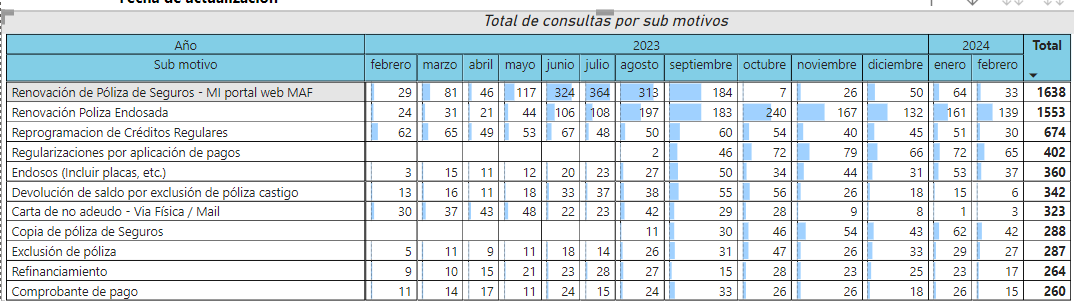 Fecha de actualización
Total de consultas por sub motivos
Año 2023 2024 Total
Sub motivo febrero marzo abril mayo junio julio agosto septiembre octubre noviembre diciembre enero febrero
Renovación de Póliza de Seguros - MI portal web MAF 29 81 46 117 324 364 313 184 7 26 50 64 33 1638
Renovación Poliza Endosada 24 31 21 44 106 108 197 183 240 167 132 161 139 1553
Reprogramacion de Créditos Regulares 62 65 49 53 67 48 50 60 54 40 45 51 30 674
Regularizaciones por aplicación de pagos 2 46 72 79 66 72 65 402
Endosos (Incluir placas, etc.) 3 15 11 12 20 23 27 50 34 44 31 53 37 360
Devolución de saldo por exclusión de póliza castigo 13 16 11 18 33 37 38 55 56 26 18 15 6 342
Carta de no adeudo - Via Física / Mail 30 37 43 48 22 23 42 29 28 9 8 1 3 323
Copia de póliza de Seguros 11 30 46 54 43 62 42 288
Exclusión de póliza 5 11 9 11 18 14 26 31 47 26 33 29 27 287
Refinanciamiento 9 10 15 21 23 28 27 15 28 23 25 23 17 264
Comprobante de pago 11 14 17 11 24 15 24 33 26 26 18 26 15 260